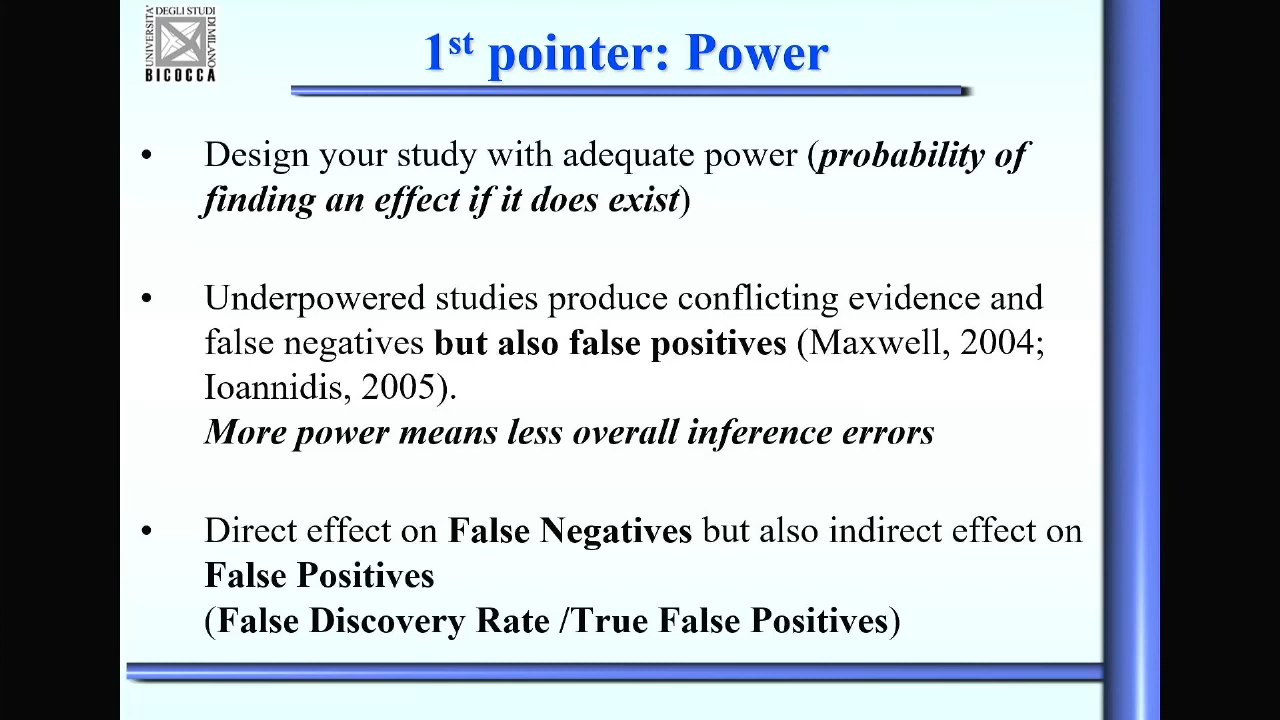 UNIVERSITA'
DEGLI STUDI
DI MILANO
BICOCCA
1st pointer: Power
• Design your study with adequate power (probability of
finding an effect if it does exist)
• Underpowered studies produce conflicting evidence and
false negatives but also false positives (Maxwell, 2004;
Ioannidis, 2005).
More power means less overall inference errors
• Direct effect on False Negatives but also indirect effect on
False Positives
(False Discovery Rate /True False Positives)